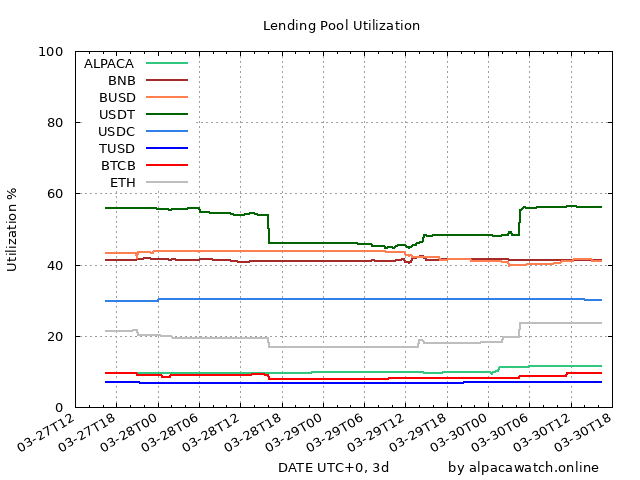 Lending Pool Utilization
Utilization %
100
80
60
40
20
0
ALPACA
BNB
BUSD
USDT
USDC
TUSD
BTCB
ETH
03-27T12
03-27T18
03-28T00
03-28T06
03-28T12
03-28T18
03-29T00
03-29T06
03-29T12
03-29T18
03-30T00
03-30T06
03-30T12
03-30T18
DATE UTC+0, 3d
by alpacawatch.online